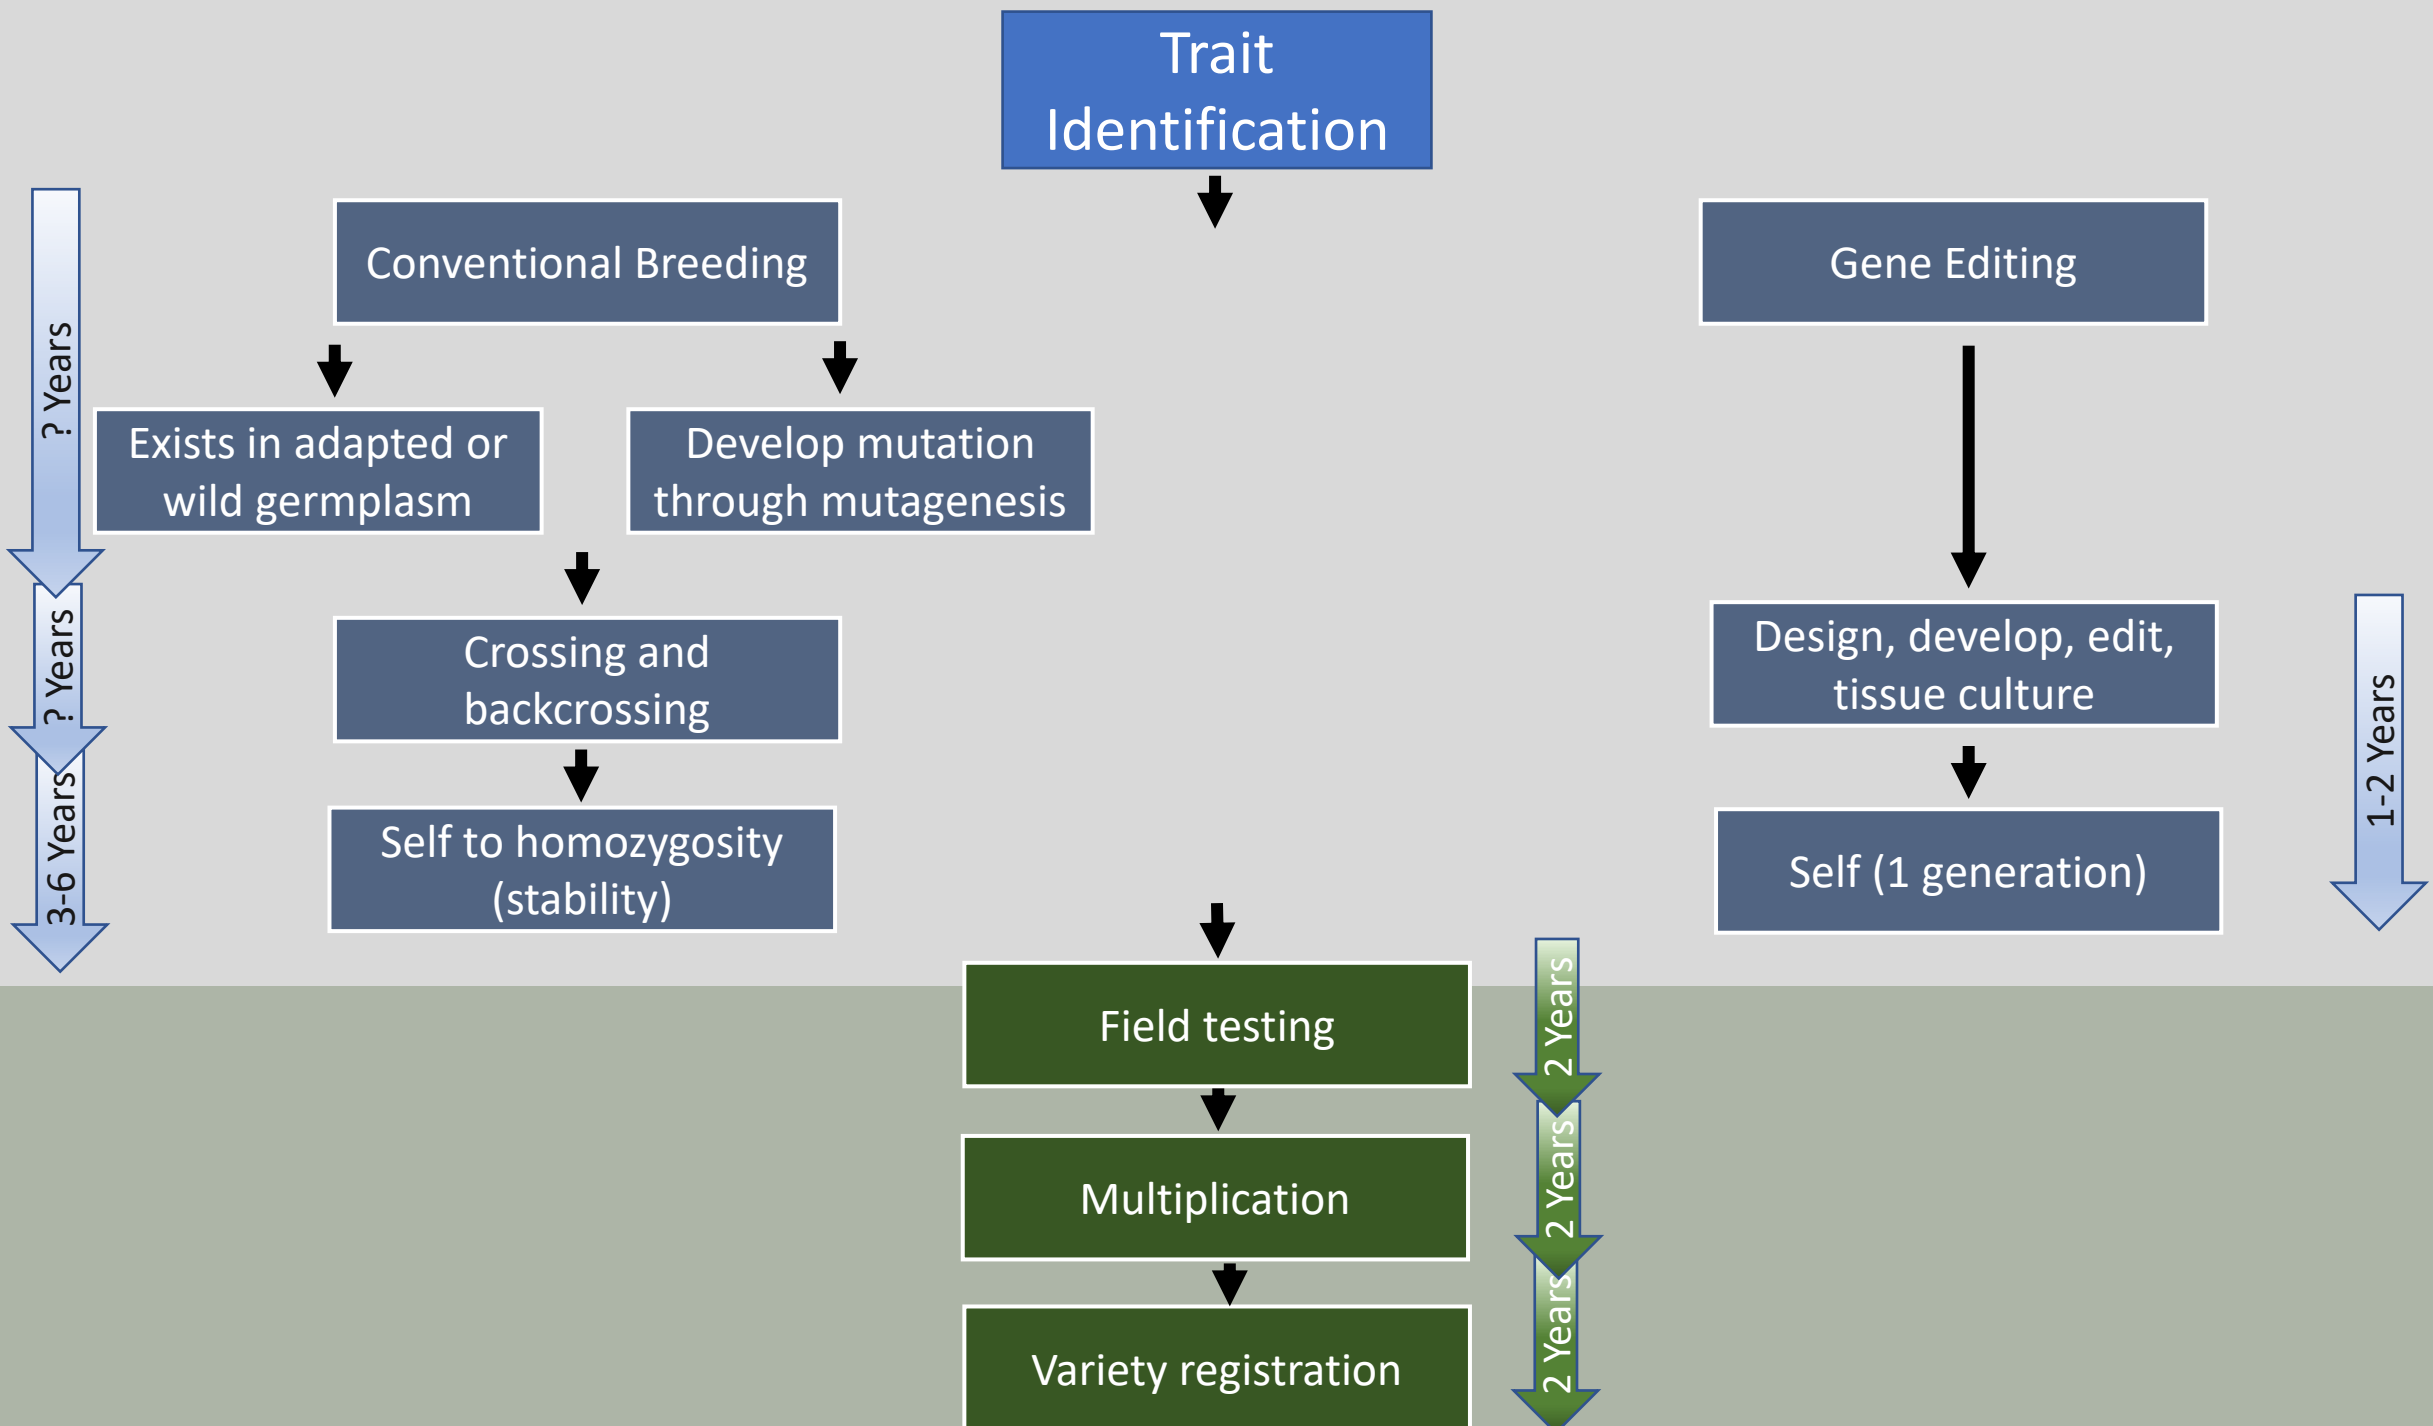 Trait
Identification
Conventional Breeding
Gene Editing
? Years
Exists in adapted or
wild germplasm
Develop mutation
through mutagenesis
? Years
Crossing and
backcrossing
Design, develop, edit,
tissue culture
1-2 Years
3-6 Years
Self to homozygosity
(stability)
Self (1 generation)
Field testing
2 Years
Multiplication
2 Years
Variety registration
2 Years